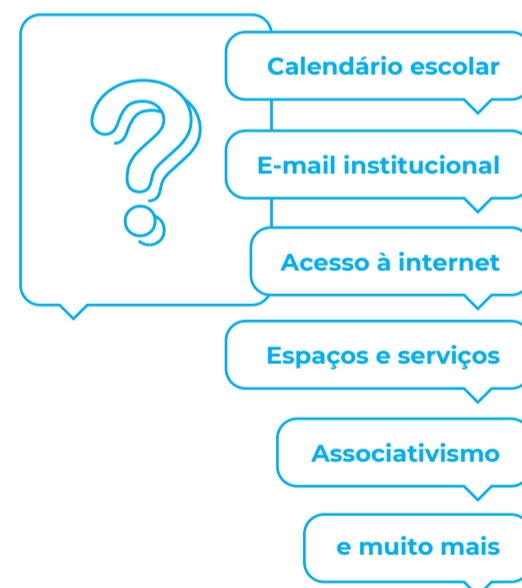 Calendário escolar
E-mail institucional
Acesso à internet
Espaços e serviços
Associativismo
e muito mais